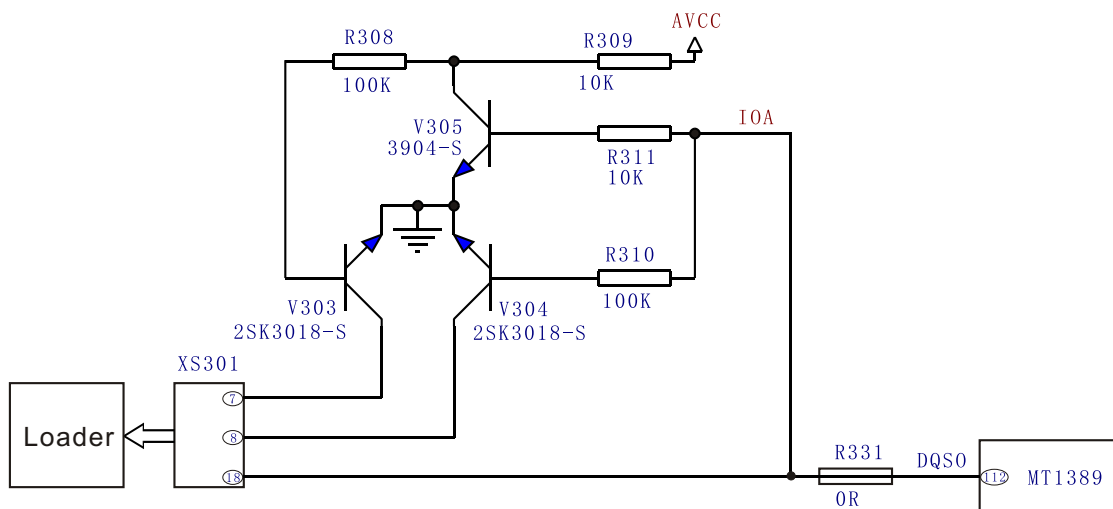 AVCC
R308
R309
100K
10K
IOA
V305
3904-S
R311
10K
R310
100K
V303
2SK3018-S
V304
2SK3018-S
XS301
7
8
18
Loader
R331
0R
DQSO
112
MT1389